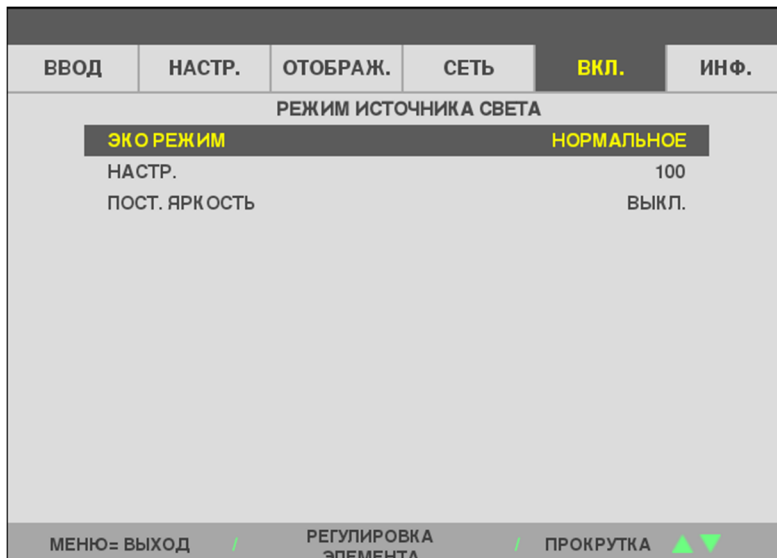 ВВОД НАСТР. ОТОБРАЖ. СЕТЬ ВКЛ. ИНФ.
РЕЖИМ ИСТОЧНИКА СВЕТА
ЭКО РЕЖИМ НОРМАЛЬНОЕ
НАСТР. 100
ПОСТ. ЯРКОСТЬ ВЫКЛ.
МЕНЮ= ВЫХОД / РЕГУЛИРОВКА ЭЛЕМЕНТА / ПРОКРУТКА